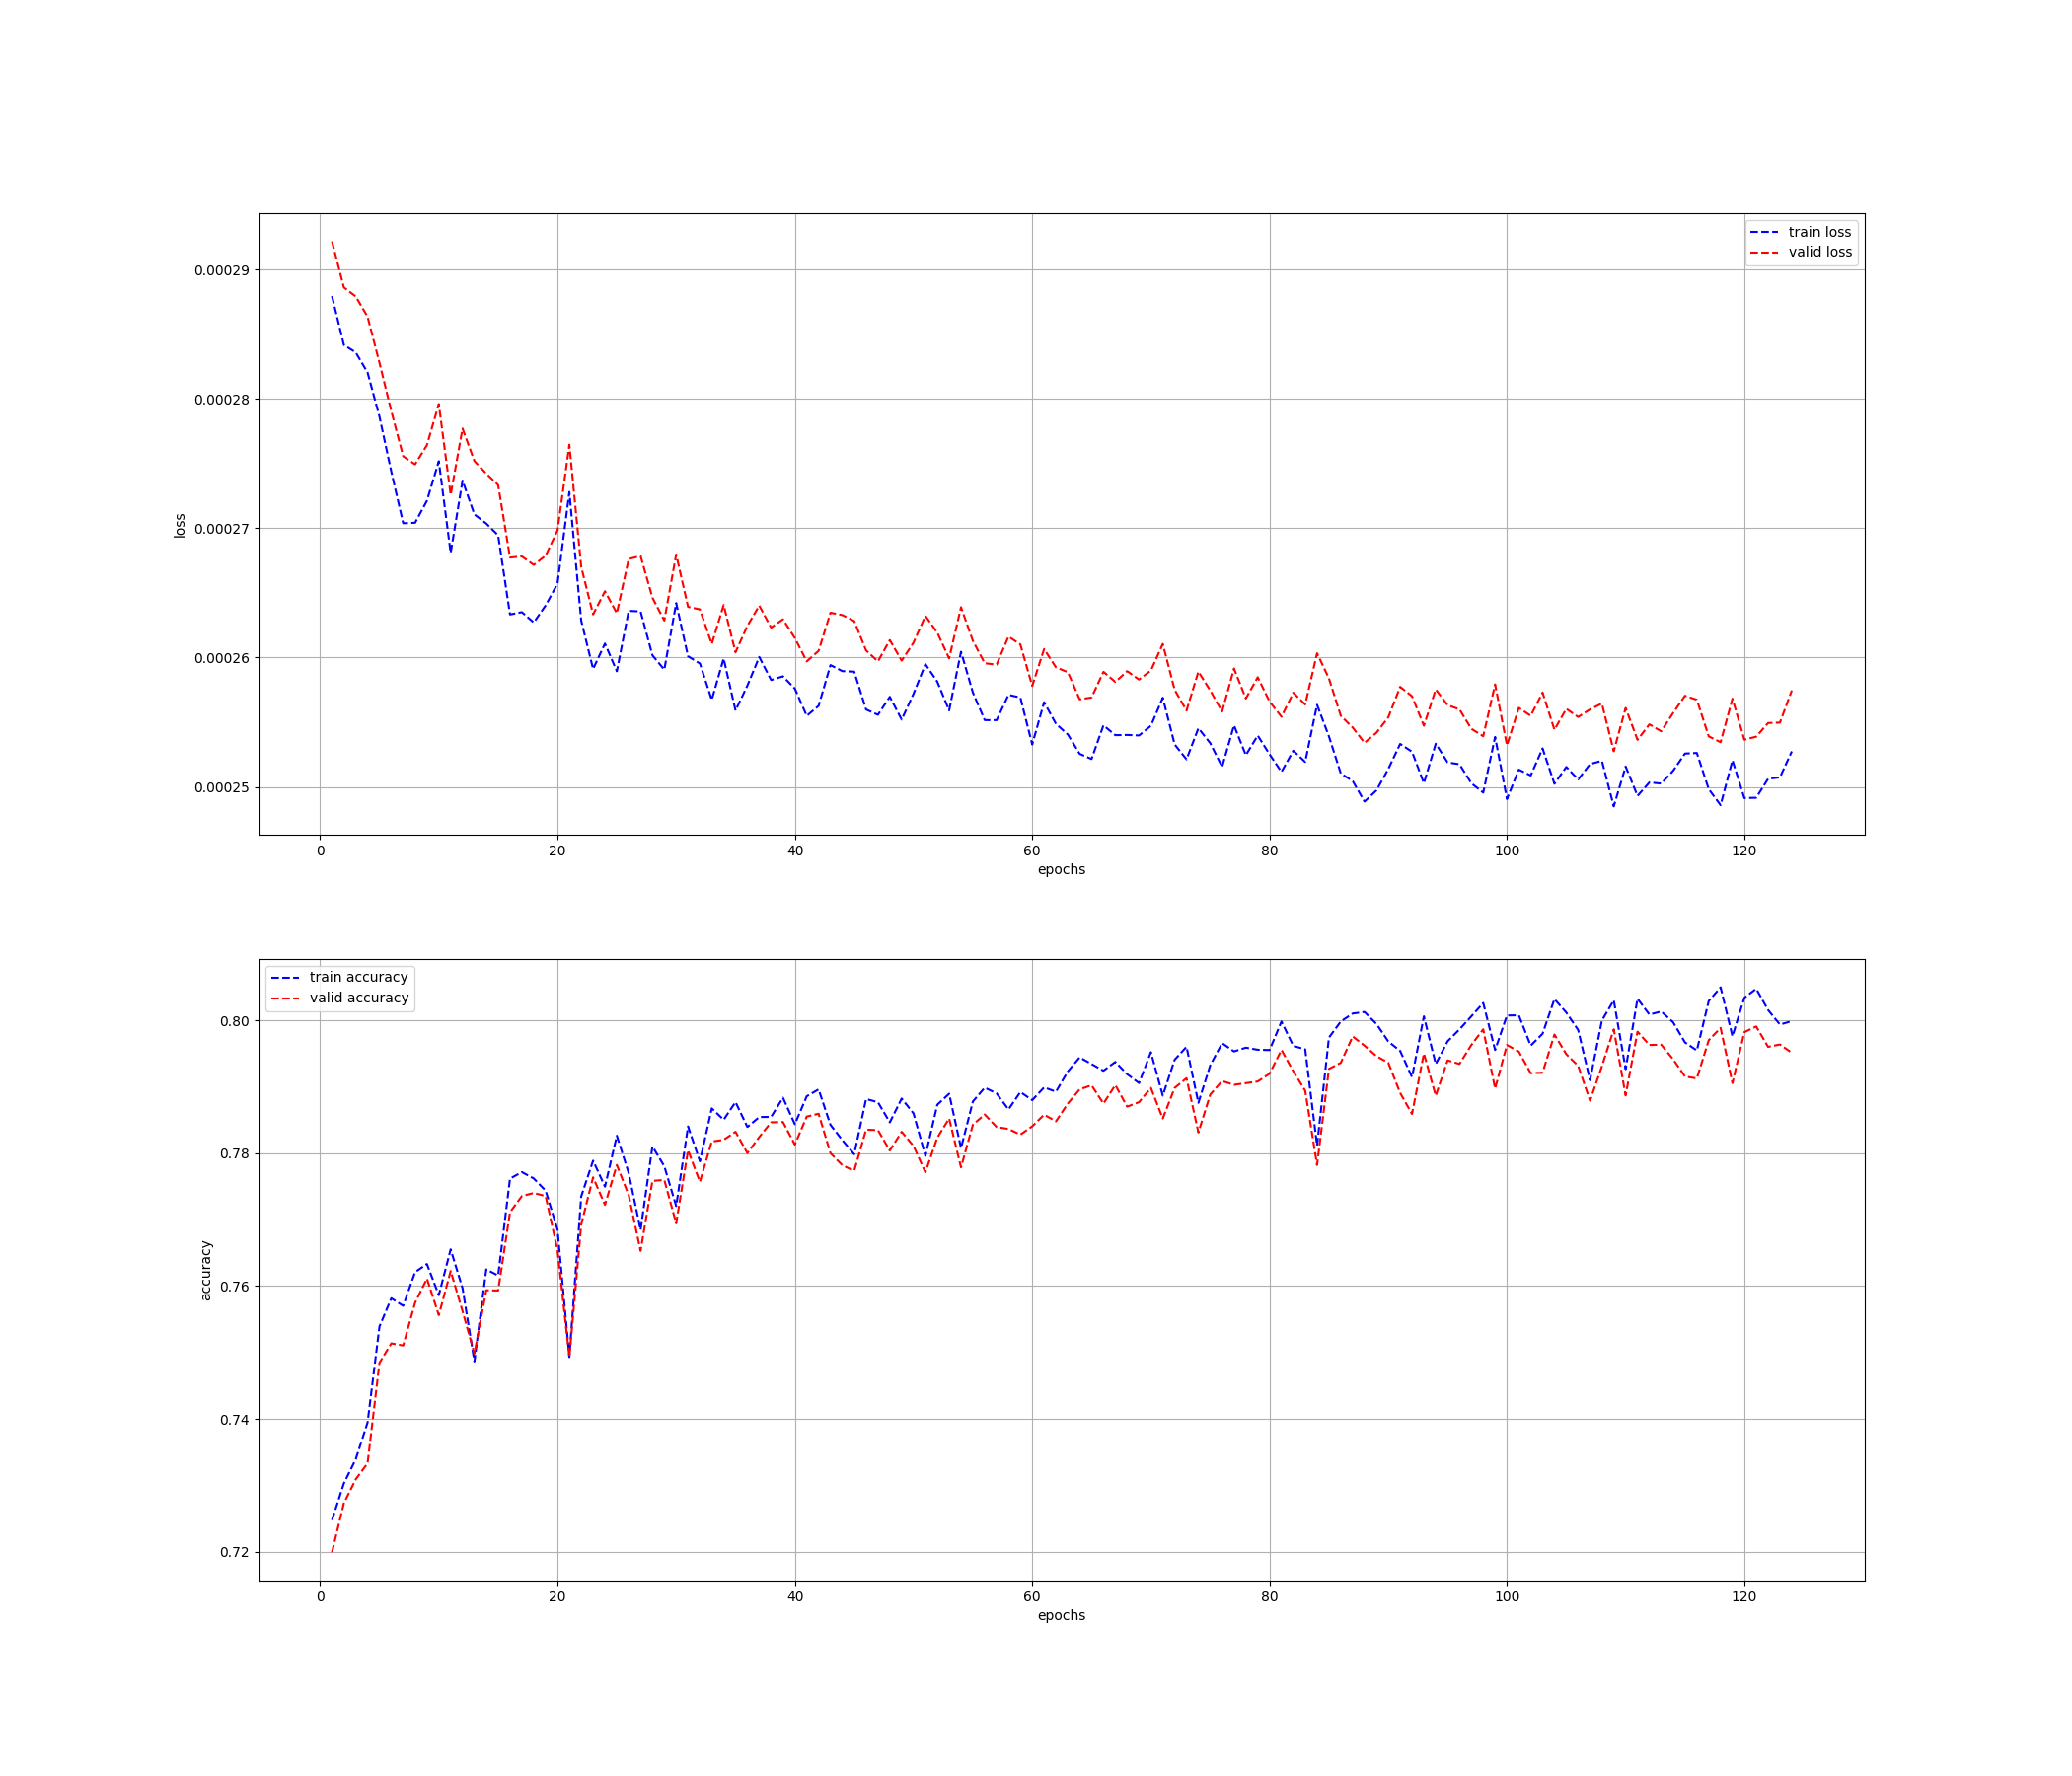 train loss
valid loss
0.00029
0.00028
0.00027
0.00026
0.00025
loss
0 20 40 60 80 100 120
epochs
train accuracy
valid accuracy
0.80
0.78
0.76
0.74
0.72
accuracy
0 20 40 60 80 100 120
epochs